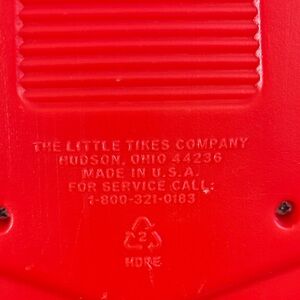 THE LITTLE TIKES COMPANY
HUDSON, OHIO 44236
MADE IN U.S.A.
FOR SERVICE CALL:
1-800-321-0183
2
HDPE